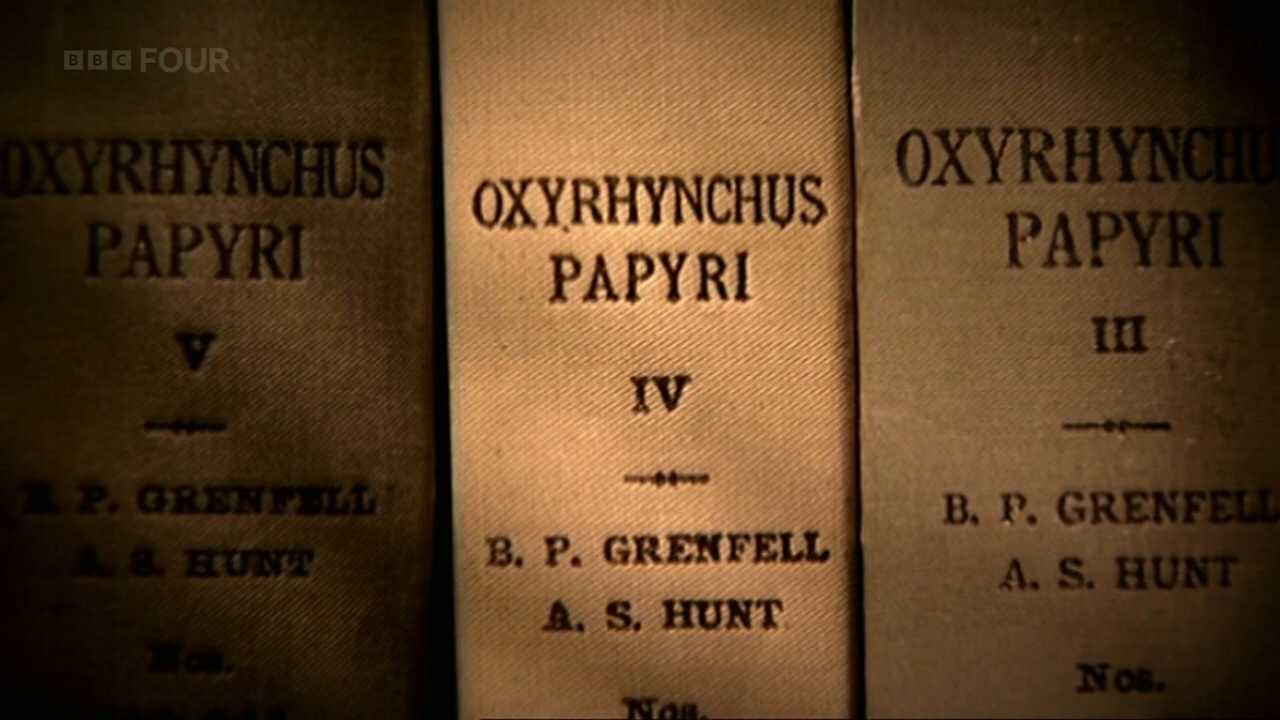 BBC FOUR
OXYRHYNCHUS
PAPYRI
V
B. P. GRENFELL
A. S. HUNT
Nos.
OXYRHYNCHUS
PAPYRI
IV
B. P. GRENFELL
A. S. HUNT
Nos.
OXYRHYNCHU
PAPYRI
III
B. P. GRENFELL
A. S. HUNT
Nos.